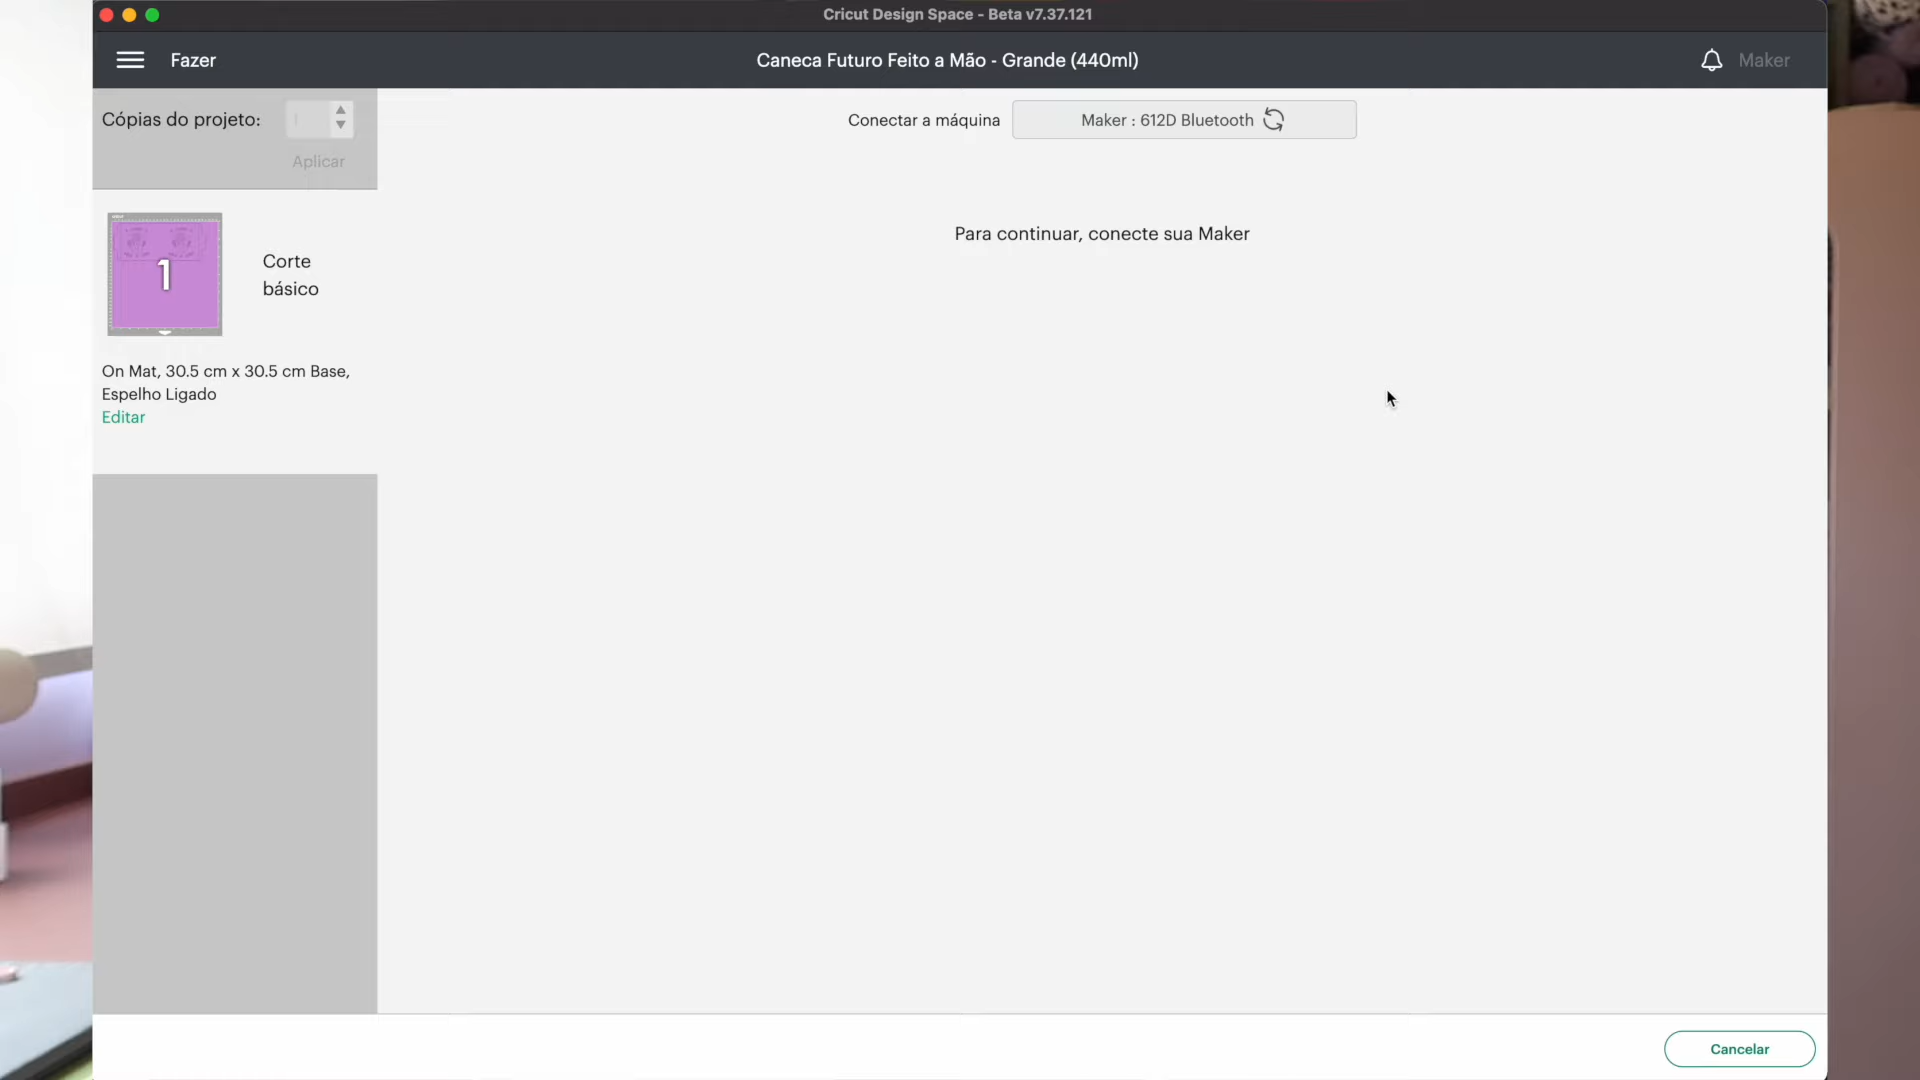 Cricut Design Space - Beta v7.37.121
Fazer
Caneca Futuro Feito a Mão - Grande (440ml)
Maker
Cópias do projeto:
1
Aplicar
Conectar a máquina
Maker : 612D Bluetooth
Para continuar, conecte sua Maker
1
Corte
básico
On Mat, 30.5 cm x 30.5 cm Base,
Espelho Ligado
Editar
Cancelar